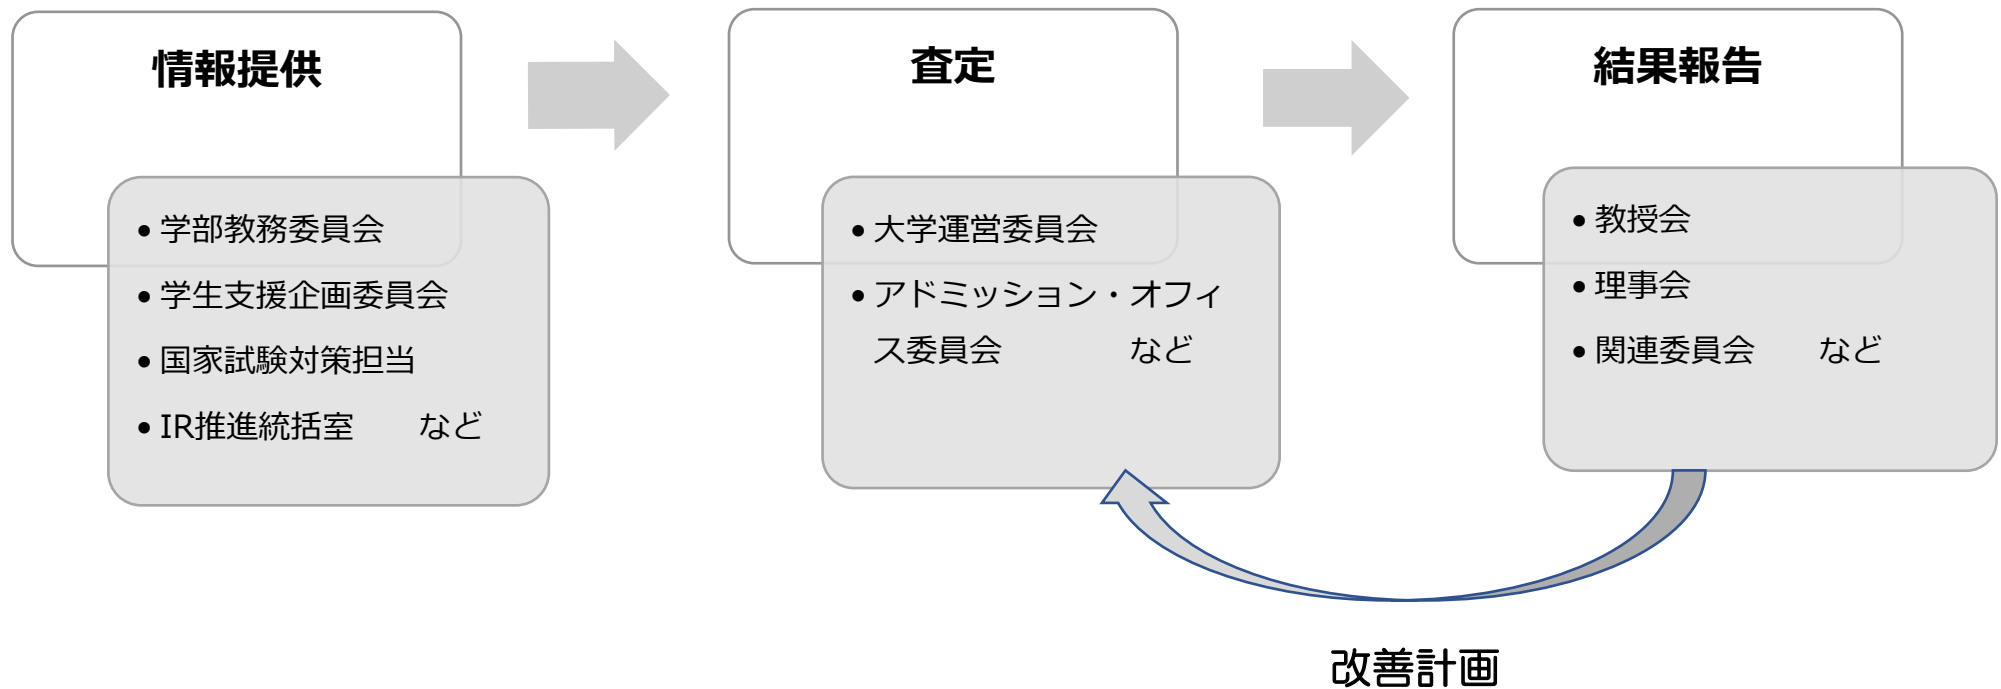 情報提供
• 学部教務委員会
• 学生支援企画委員会
• 国家試験対策担当
• IR推進統括室　　など
査定
• 大学運営委員会
• アドミッション・オフィ
ス委員会　　　　など
結果報告
• 教授会
• 理事会
• 関連委員会　　など
改善計画